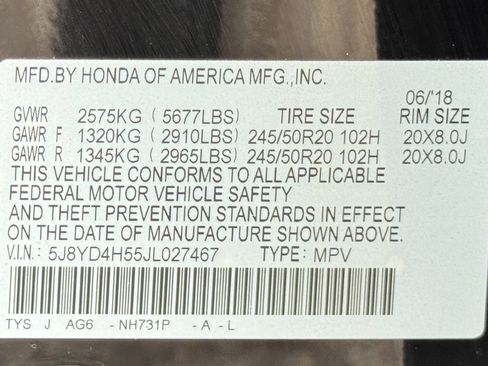 MFD.BY HONDA OF AMERICA MFG.,INC.
06/'18
GVWR 2575KG ( 5677LBS) TIRE SIZE RIM SIZE
GAWR F 1320KG ( 2910LBS) 245/50R20 102H 20X8.0J
GAWR R 1345KG ( 2965LBS) 245/50R20 102H 20X8.0J
THIS VEHICLE CONFORMS TO ALL APPLICABLE
FEDERAL MOTOR VEHICLE SAFETY
AND THEFT PREVENTION STANDARDS IN EFFECT
ON THE DATE OF MANUFACTURE SHOWN ABOVE.
V.I.N.: 5J8YD4H55JL027467 TYPE: MPV
TYS J AG6 - NH731P - A - L